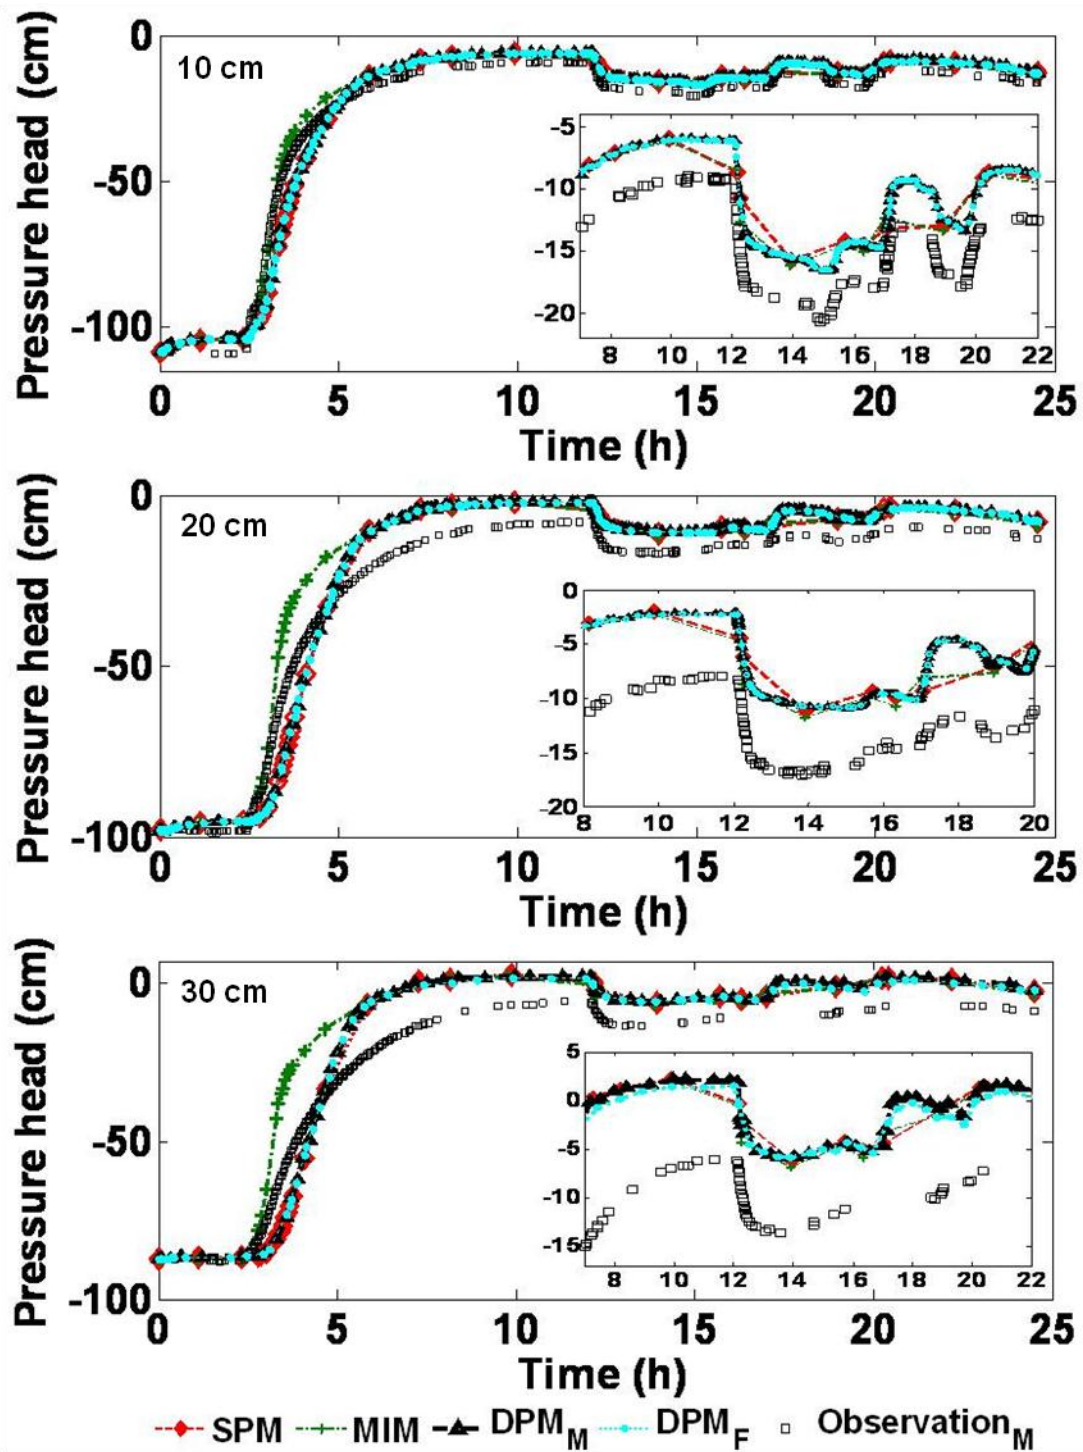 Pressure head (cm)
0
-50
-100
10 cm
-5
-10
-15
-20
8 10 12 14 16 18 20 22
0 5 10 15 20 25
Time (h)
Pressure head (cm)
0
-50
-100
20 cm
0
-5
-10
-15
-20
8 10 12 14 16 18 20
0 5 10 15 20 25
Time (h)
Pressure head (cm)
0
-50
-100
30 cm
5
0
-5
-10
-15
8 10 12 14 16 18 20 22
0 5 10 15 20 25
Time (h)
SPM MIM DPM_M DPM_F Observation_M